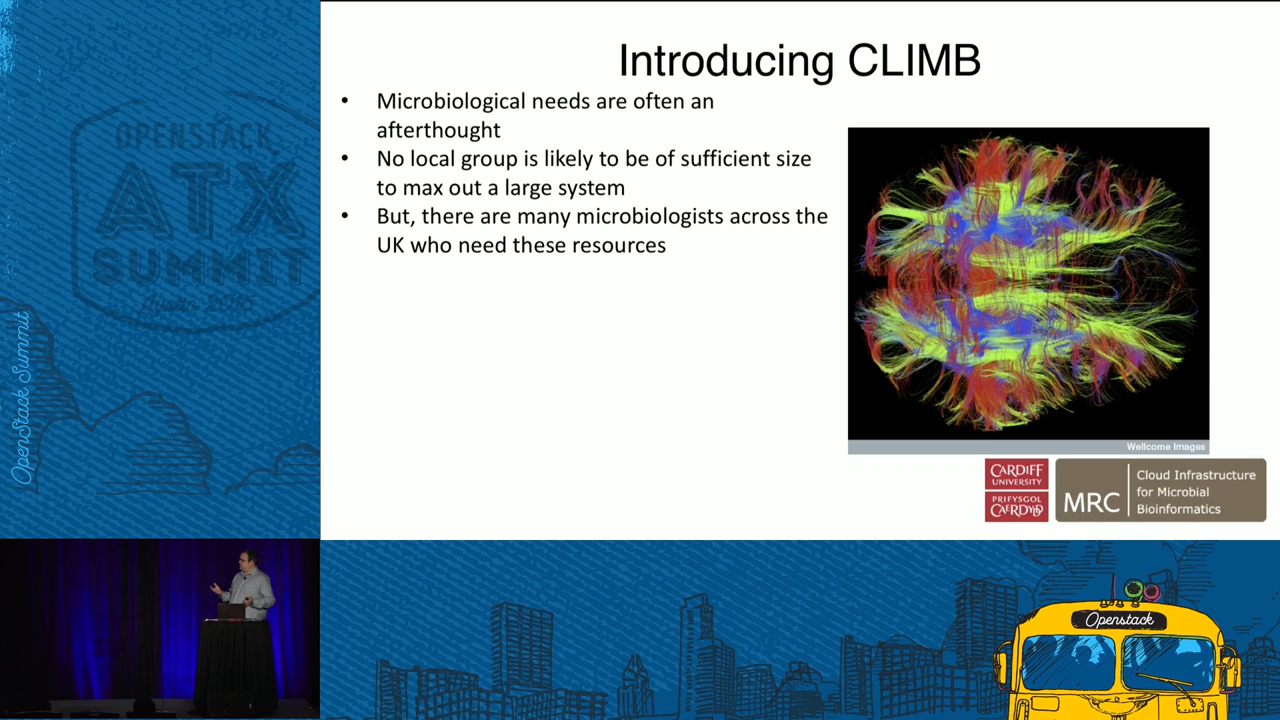 Introducing CLIMB
• Microbiological needs are often an
afterthought
• No local group is likely to be of sufficient size
to max out a large system
• But, there are many microbiologists across the
UK who need these resources
Wellcome Images
CARDIFF
UNIVERSITY
PRIFYSGOL
CAERDYDD
MRC
Cloud Infrastructure
for Microbial
Bioinformatics
OPENSTACK
ATX
SUMMIT
Austin 2016
OpenStack Summit
Openstack